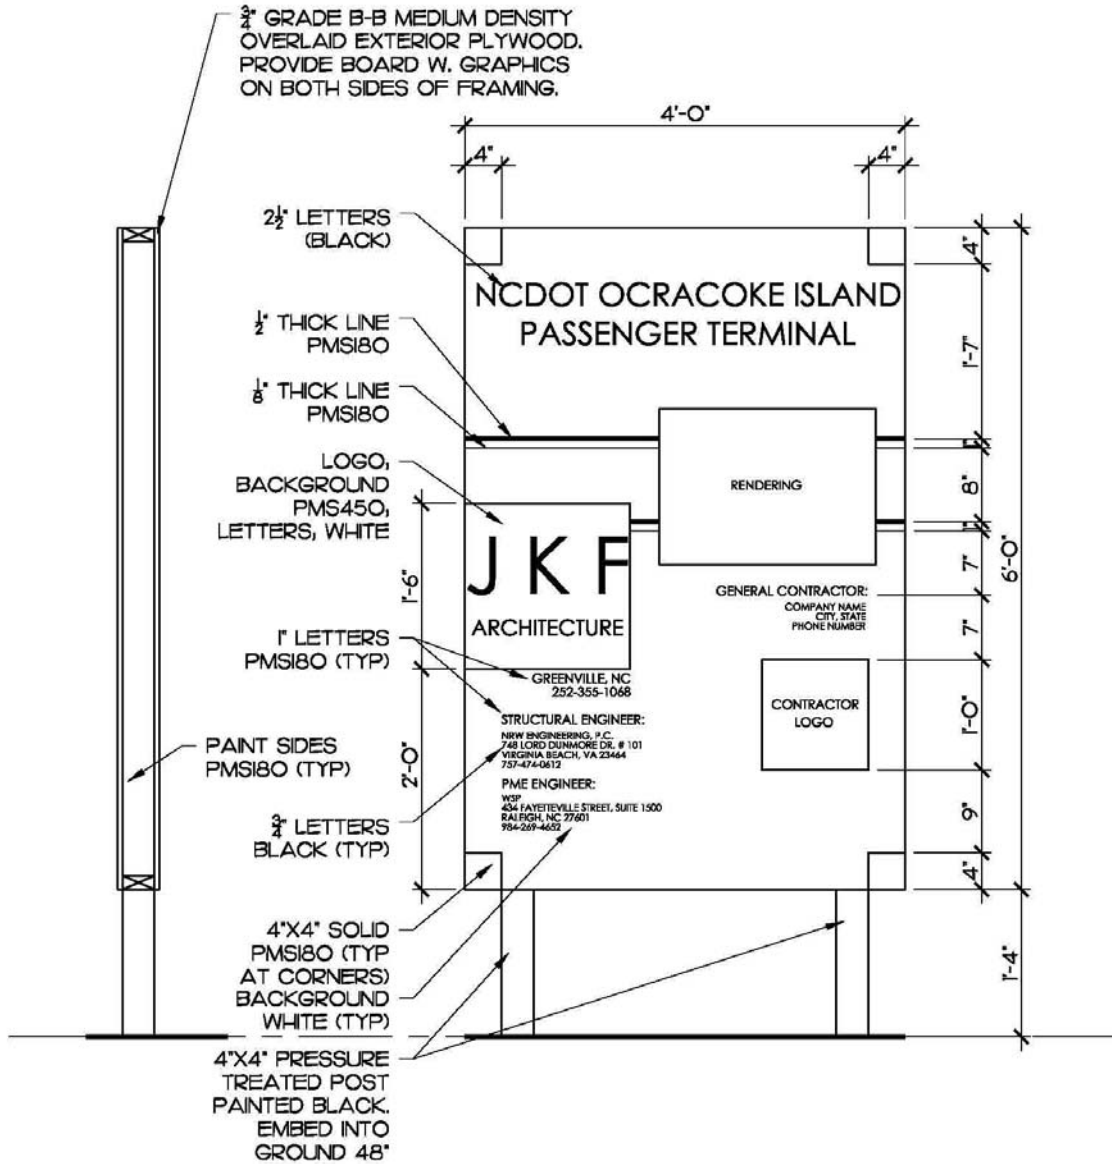 ¾" GRADE B-B MEDIUM DENSITY
OVERLAID EXTERIOR PLYWOOD.
PROVIDE BOARD W. GRAPHICS
ON BOTH SIDES OF FRAMING.
4'-0"
4"
4"
2½" LETTERS
(BLACK)
½" THICK LINE
PMS180
⅛" THICK LINE
PMS180
LOGO,
BACKGROUND
PMS450,
LETTERS, WHITE
1'-6"
1" LETTERS
PMS180 (TYP)
PAINT SIDES
PMS180 (TYP)
2'-0"
¾" LETTERS
BLACK (TYP)
4"X4" SOLID
PMS180 (TYP
AT CORNERS)
BACKGROUND
WHITE (TYP)
4"X4" PRESSURE
TREATED POST
PAINTED BLACK.
EMBED INTO
GROUND 48"
NCDOT OCRACOKE ISLAND
PASSENGER TERMINAL
RENDERING
JKF
ARCHITECTURE
GREENVILLE, NC
252-355-1068
STRUCTURAL ENGINEER:
NRW ENGINEERING, P.C.
748 LORD DUNMORE DR. # 101
VIRGINIA BEACH, VA 23464
757-474-0612
PME ENGINEER:
WSP
434 FAYETTEVILLE STREET, SUITE 1500
RALEIGH, NC 27601
984-269-4652
GENERAL CONTRACTOR:
COMPANY NAME
CITY, STATE
PHONE NUMBER
CONTRACTOR
LOGO
4"
1'-7"
1"
8"
1"
7"
7"
1'-0"
9"
4"
6'-0"
1'-4"